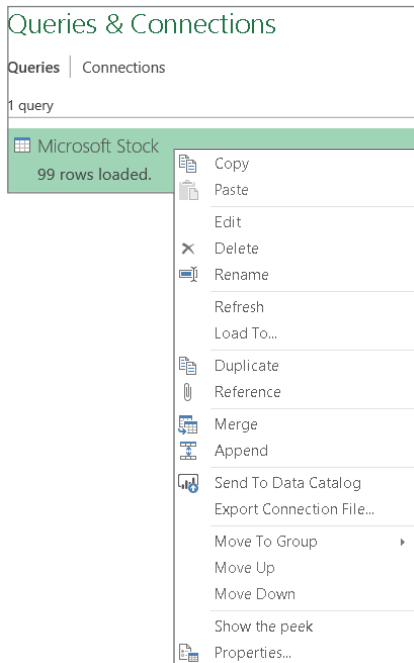 Queries & Connections
Queries | Connections
1 query
Microsoft Stock
99 rows loaded.
Copy
Paste
Edit
Delete
Rename
Refresh
Load To...
Duplicate
Reference
Merge
Append
Send To Data Catalog
Export Connection File...
Move To Group
Move Up
Move Down
Show the peek
Properties...